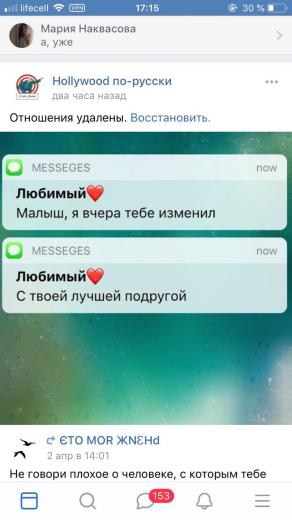 lifecell VPN 17:15 30 %
Мария Наквасова
а, уже
Hollywood по-русски
два часа назад
Отношения удалены. Восстановить.
MESSEGES now
Любимый❤️
Малыш, я вчера тебе изменил
MESSEGES now
Любимый❤️
С твоей лучшей подругой
ЄТО MOR ЖNƐHd
2 апр в 14:01
Не говори плохое о человеке, с которым тебе
153